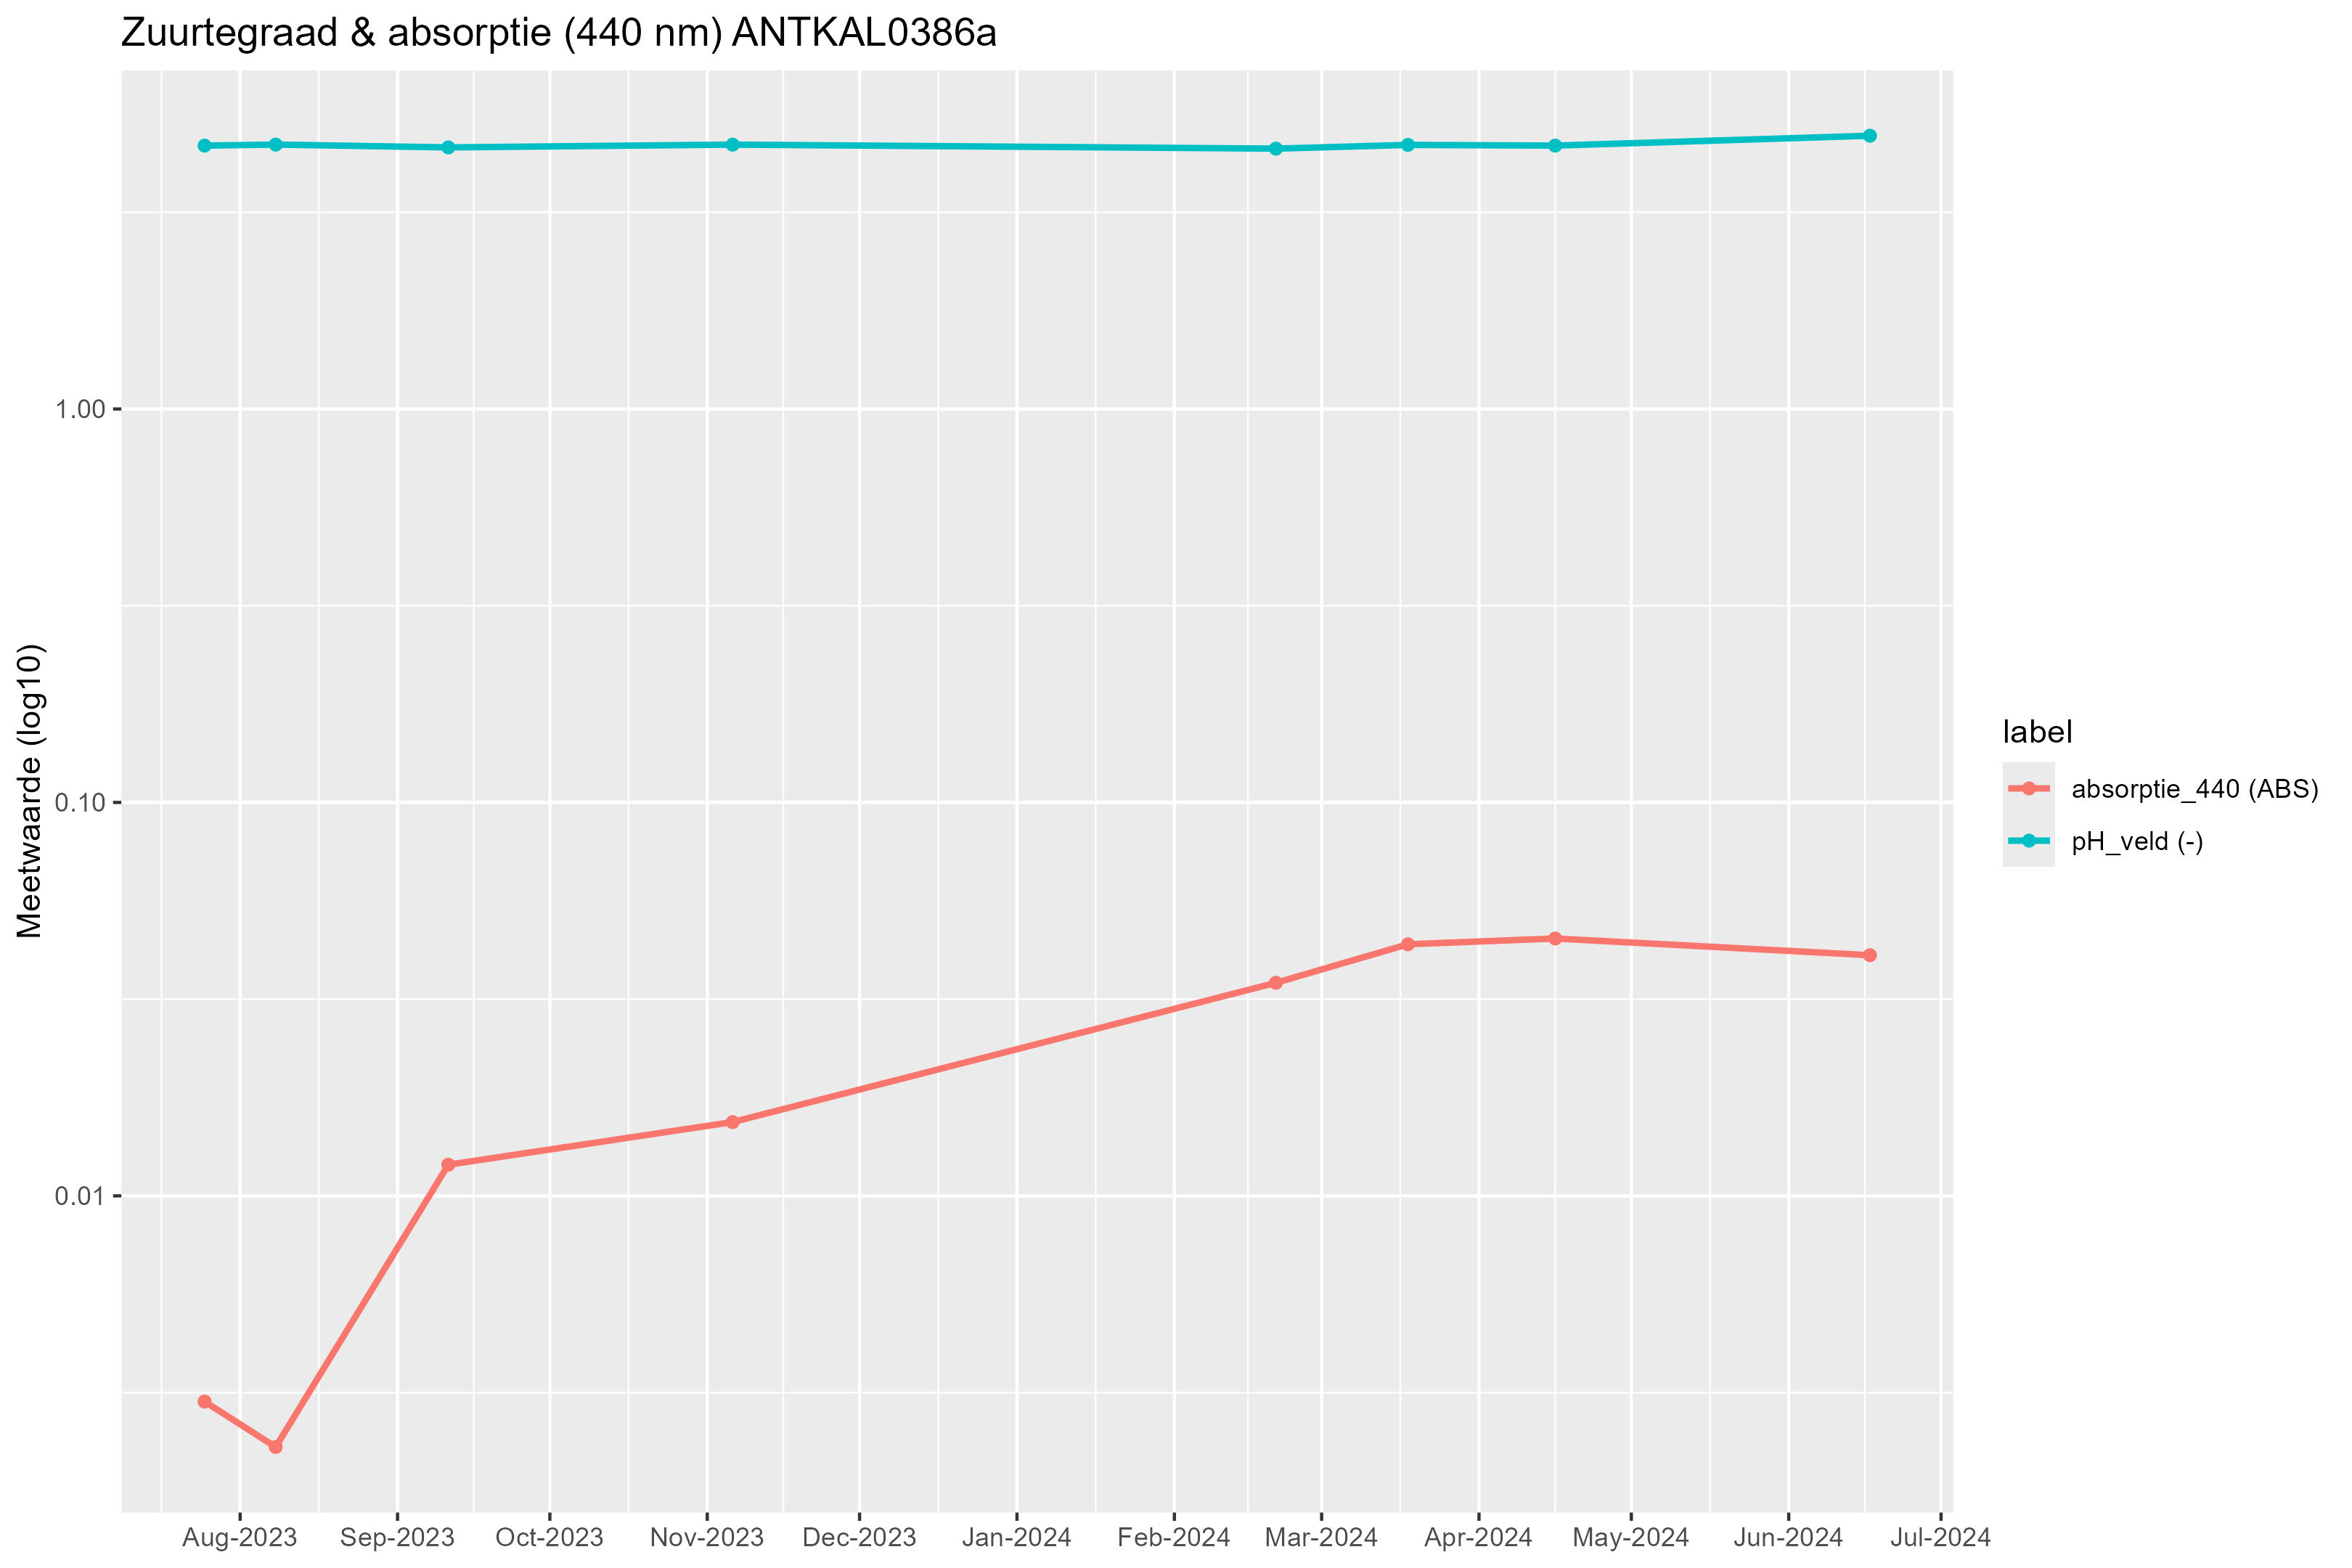 Zuurtegraad & absorptie (440 nm) ANTKAL0386a
Meetwaarde (log10)
1.00
0.10
0.01
Aug-2023 Sep-2023 Oct-2023 Nov-2023 Dec-2023 Jan-2024 Feb-2024 Mar-2024 Apr-2024 May-2024 Jun-2024 Jul-2024
label
absorptie_440 (ABS)
pH_veld (-)